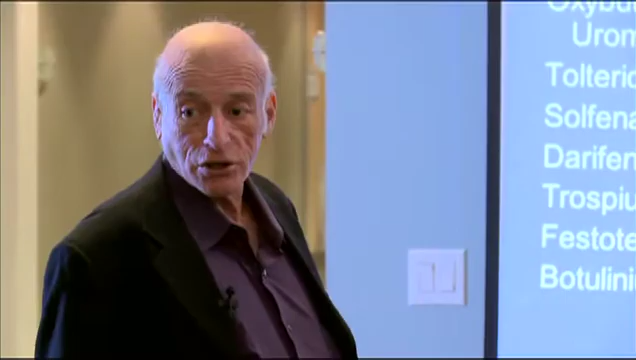 Oxybu
Urom
Tolterid
Solfena
Darifen
Trospiu
Festote
Botulini